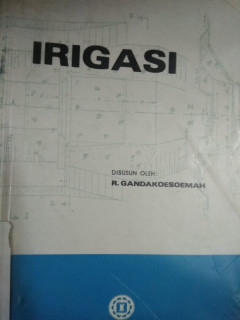 IRIGASI
DISUSUN OLEH:
R. GANDAKOESOEMAH